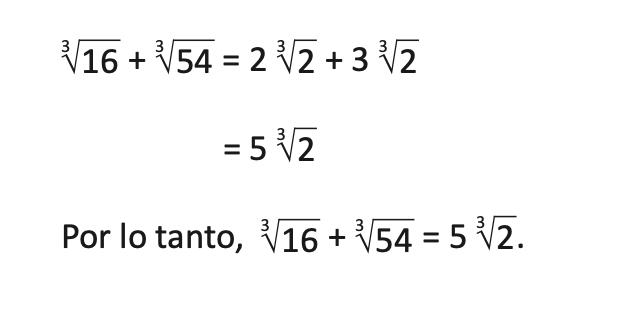 ∛16 + ∛54 = 2 ∛2 + 3 ∛2
= 5 ∛2
Por lo tanto, ∛16 + ∛54 = 5 ∛2.